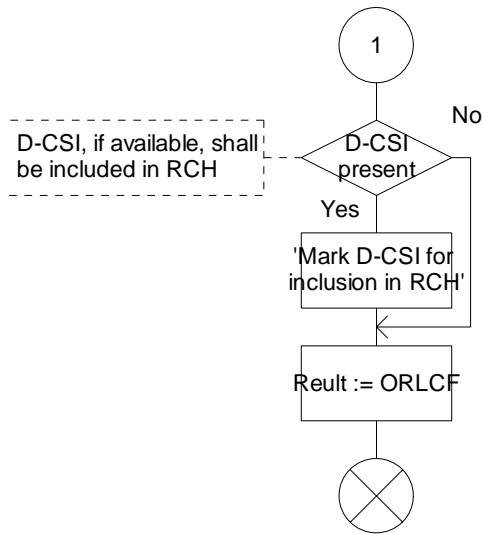 1
No
D-CSI, if available, shall
be included in RCH
D-CSI
present
Yes
'Mark D-CSI for
inclusion in RCH'
Reult := ORLCF